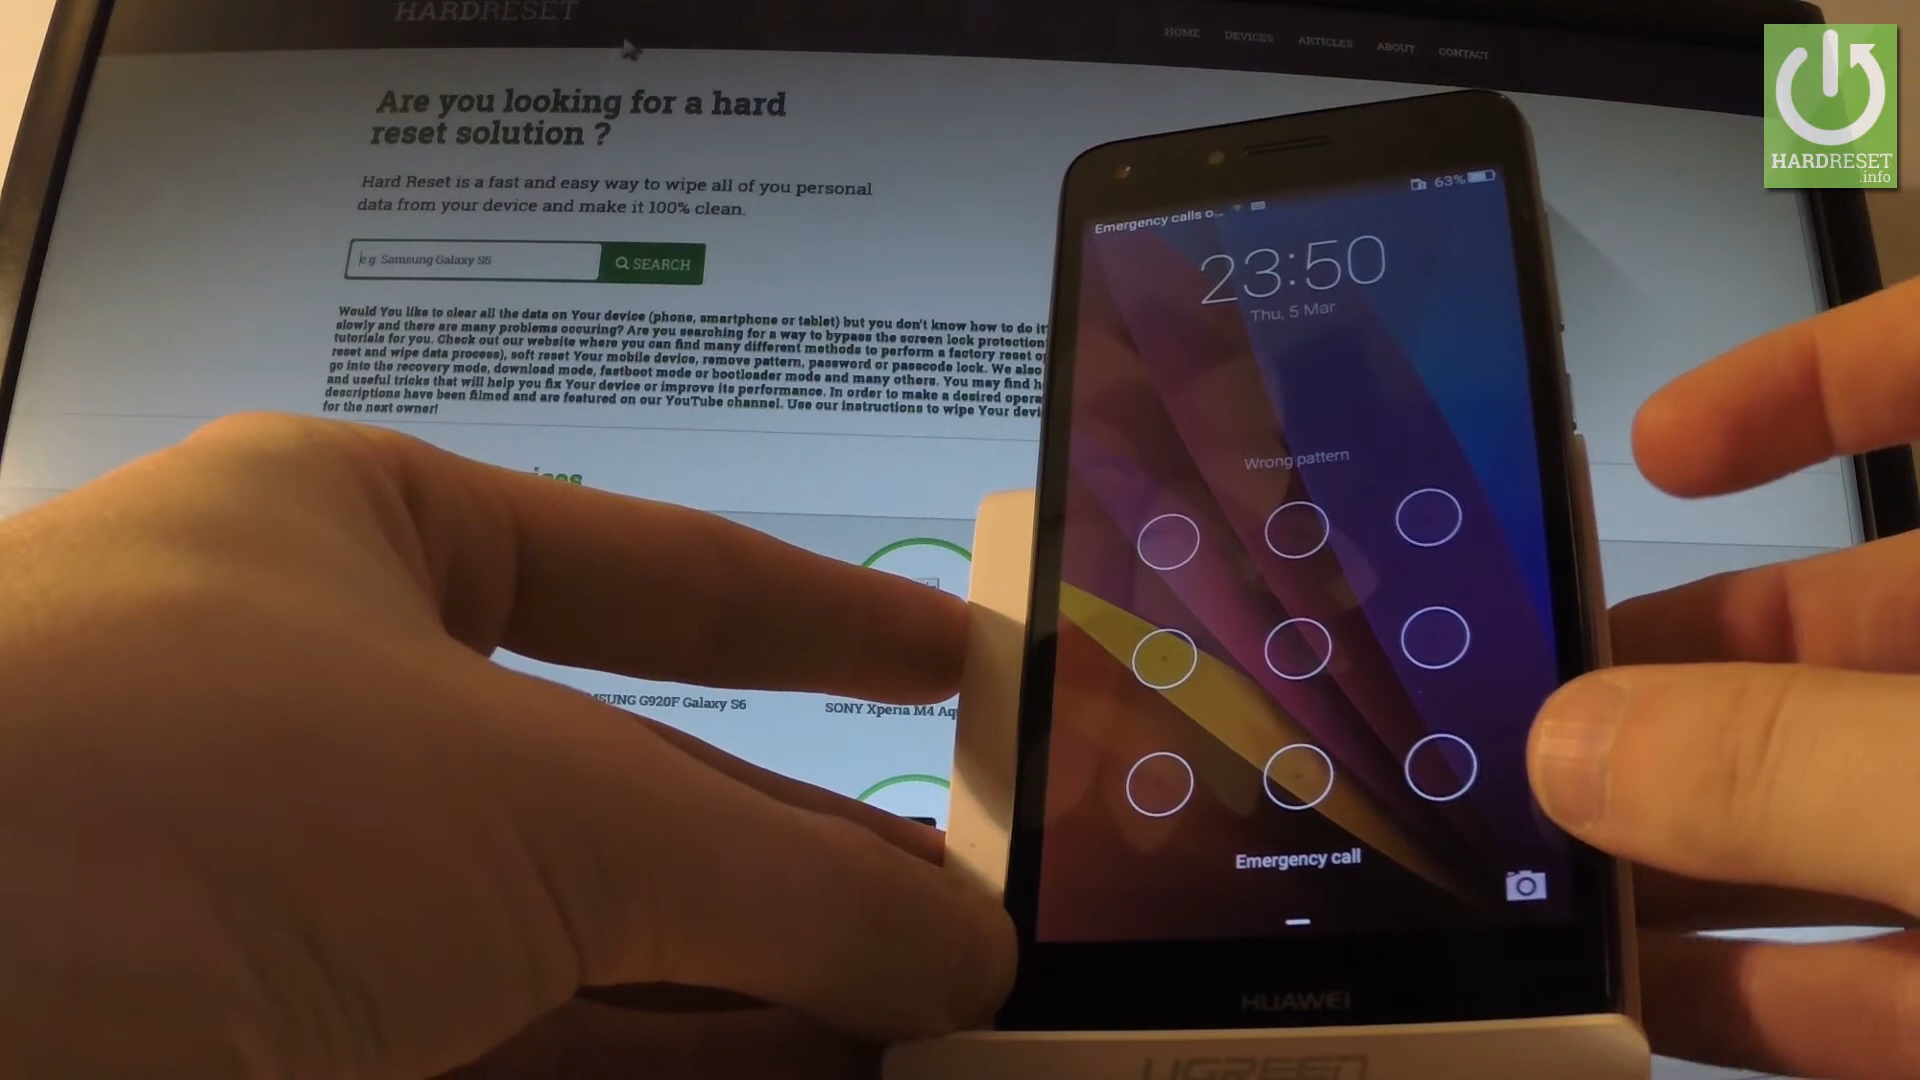 HARDRESET
HOME DEVICES ARTICLES ABOUT CONTACT
Are you looking for a hard
reset solution ?
Hard Reset is a fast and easy way to wipe all of you personal
data from your device and make it 100% clean.
e.g. Samsung Galaxy S6
SEARCH
Would You like to clear all the data on Your device (phone, smartphone or tablet) but you don't know how to do it
slowly and there are many problems occuring? Are you searching for a way to bypass the screen lock protection
tutorials for you. Check out our website where you can find many different methods to perform a factory reset
reset and wipe data process), soft reset Your mobile device, remove pattern, password or passcode lock. We also
go into the recovery mode, download mode, fastboot mode or bootloader mode and many others. You may find
and useful tricks that will help you fix Your device or improve its performance. In order to make a desired
descriptions have been filmed and are featured on our YouTube channel. Use our instructions to wipe Your
for the next owner!
G920F Galaxy S6
SONY Xperia M4
HARDRESET
.info
Emergency calls o...
63%
23:50
Thu, 5 Mar
Wrong pattern
Emergency call
HUAWEI
UGREEN